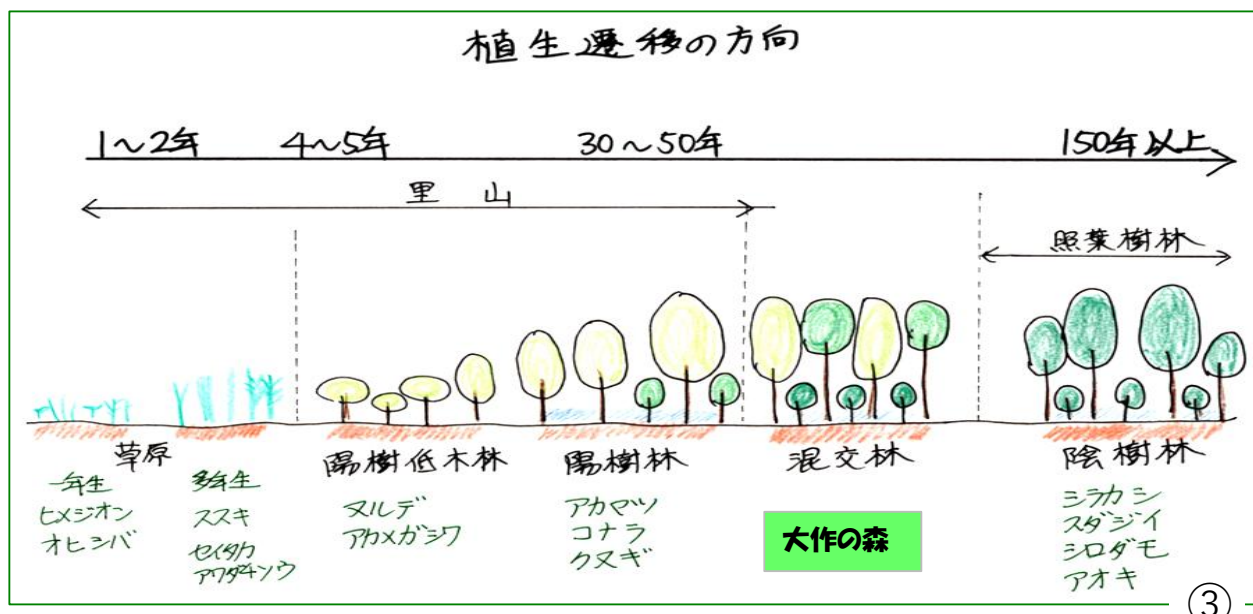 植生遷移の方向
1～2年 4～5年 30～50年 150年以上
里山
照葉樹林
草原 陽樹低木林 陽樹林 混交林 陰樹林
一年生 多年生
ヒメジオン ススキ ヌルデ アカマツ シラカシ
オヒシバ セイタカ アカメガシワ コナラ スダジイ
アワダチソウ クヌギ シロダモ
大作の森 アオキ
③